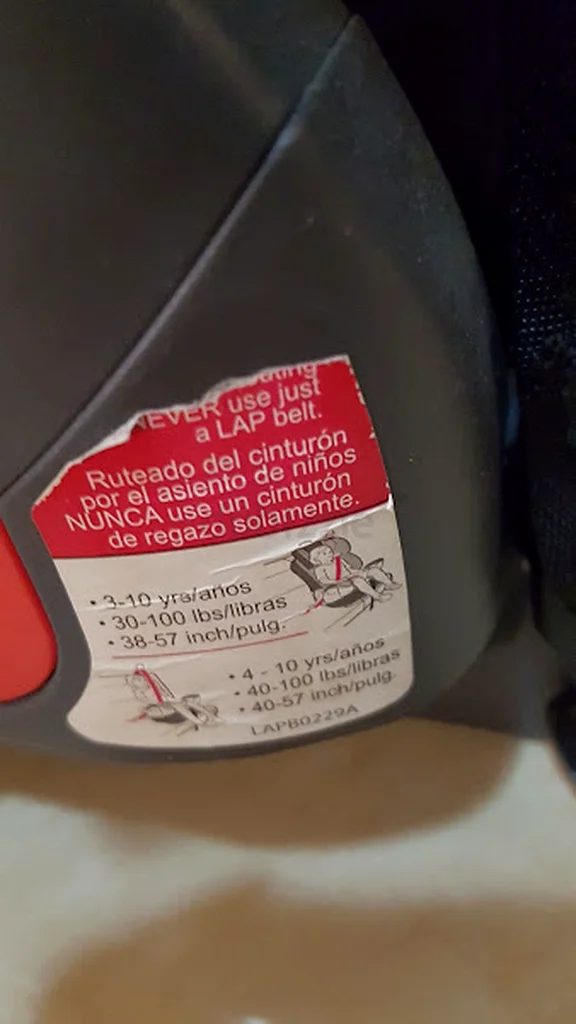 NEVER use just
a LAP belt.
Ruteado del cinturón
por el asiento de niños
NUNCA use un cinturón
de regazo solamente.
• 3-10 yrs/años
• 30-100 lbs/libras
• 38-57 inch/pulg.
• 4 - 10 yrs/años
• 40-100 lbs/libras
• 40-57 inch/pulg.
LAPB0229A